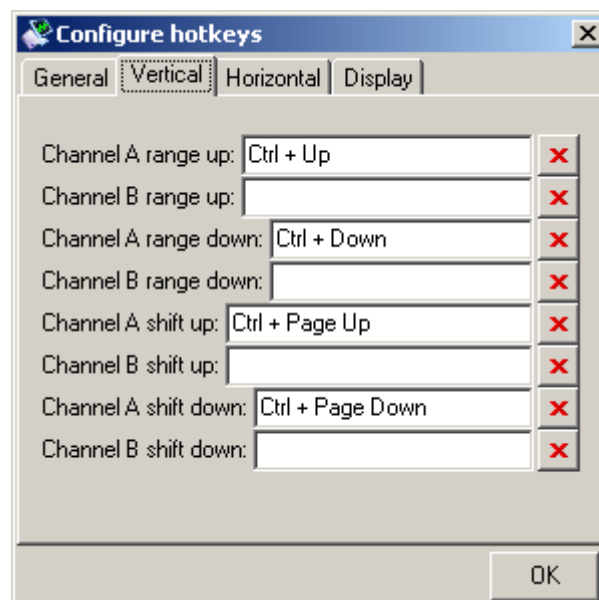 Configure hotkeys
General Vertical Horizontal Display
Channel A range up: Ctrl + Up
Channel B range up:
Channel A range down: Ctrl + Down
Channel B range down:
Channel A shift up: Ctrl + Page Up
Channel B shift up:
Channel A shift down: Ctrl + Page Down
Channel B shift down:
OK